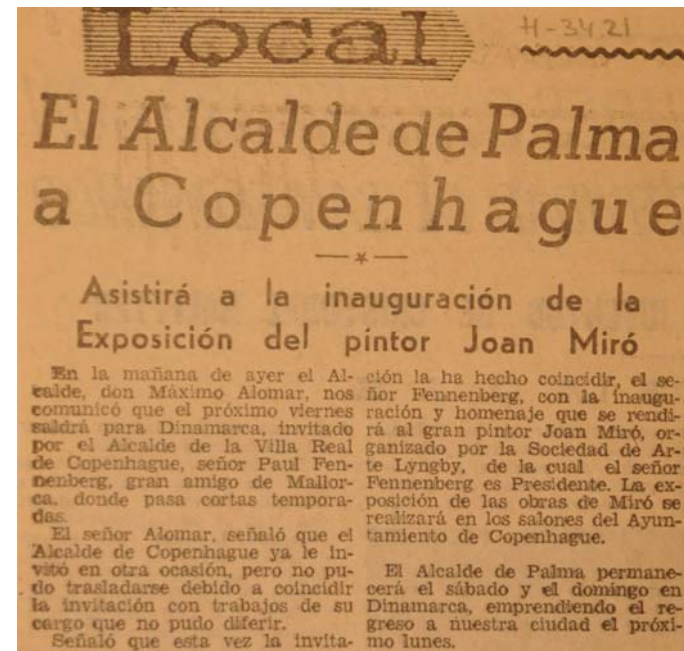 Local
H-3421
El Alcalde de Palma
a Copenhague
Asistirá a la inauguración de la
Exposición del pintor Joan Miró
En la mañana de ayer el Al-
calde, don Máximo Alomar, nos
comunicó que el próximo viernes
saldrá para Dinamarca, invitado
por el Alcalde de la Villa Real
de Copenhague, señor Paul Fen-
nenberg, gran amigo de Mallor-
ca, donde pasa cortas tempora-
das.
El señor Alomar, señaló que el
Alcalde de Copenhague ya le in-
vitó en otra ocasión, pero no pu-
do trasladarse debido a coincidir
la invitación con trabajos de su
cargo que no pudo diferir.
Señaló que esta vez la invita-
ción la ha hecho coincidir, el se-
ñor Fennenberg, con la inaugu-
ración y homenaje que se rendi-
rá al gran pintor Joan Miró, or-
ganizado por la Sociedad de Ar-
te Lyngby, de la cual el señor
Fennenberg es Presidente. La ex-
posición de las obras de Miró se
realizará en los salones del Ayun-
tamiento de Copenhague.
El Alcalde de Palma permane-
cerá el sábado y el domingo en
Dinamarca, emprendiendo el re-
greso a nuestra ciudad el próxi-
mo lunes.